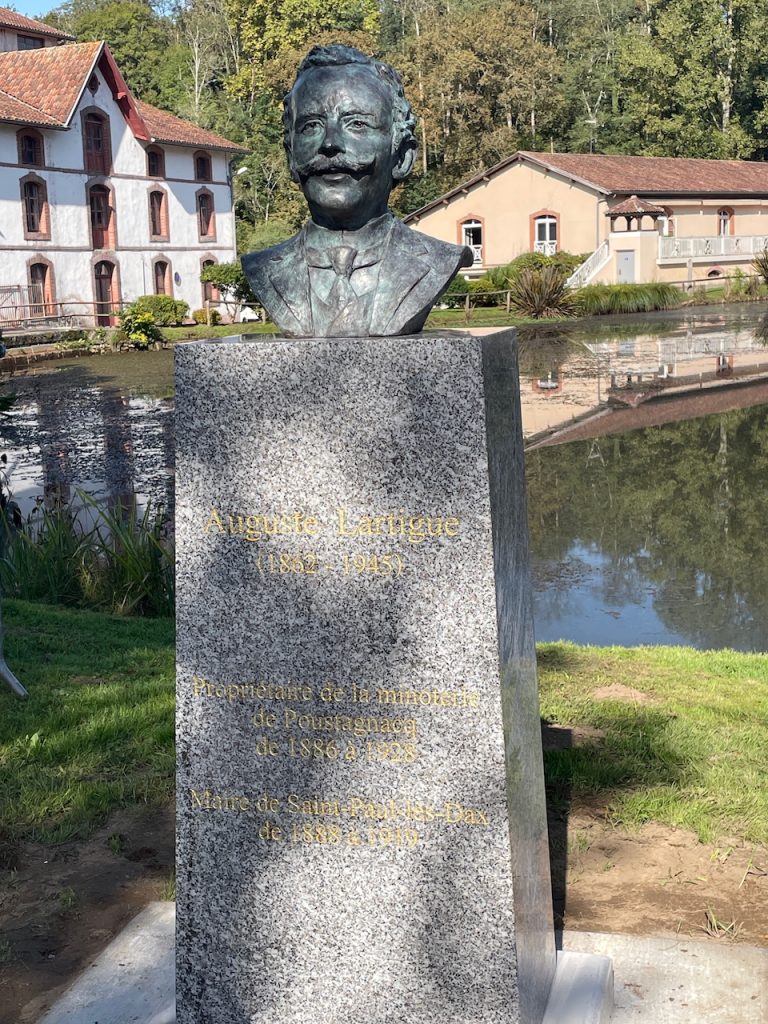 Auguste Lartigue
(1862 - 1945)
Propriétaire de la minoterie
de Poustagnacq
de 1886 à 1928
Maire de Saint-Paul-lès-Dax
de 1888 à 1919